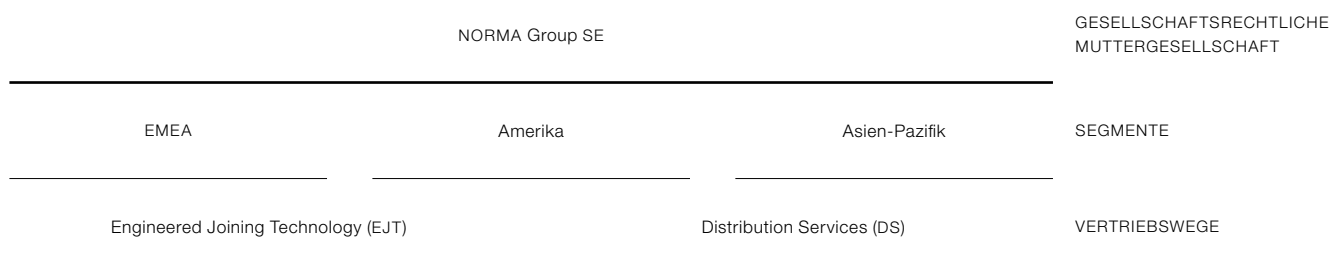 NORMA Group SE
GESELLSCHAFTSRECHTLICHE
MUTTERGESELLSCHAFT
EMEA
Amerika
Asien-Pazifik
SEGMENTE
Engineered Joining Technology (EJT)
Distribution Services (DS)
VERTRIEBSWEGE